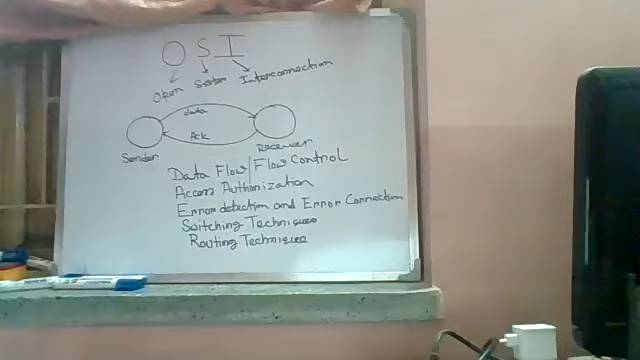 O S I
Open System Interconnection
data
Ack
Sender
Receiver
Data Flow/Flow Control
Access Authorization
Error detection and Error Connection
Switching Techniques
Routing Techniques